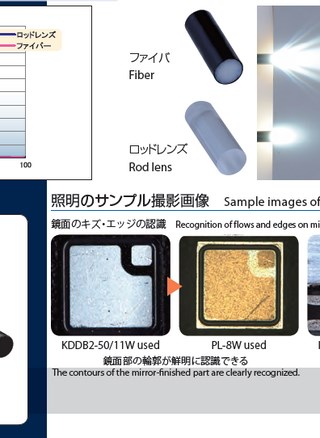 ロッドレンズ
ファイバー
100
ファイバ
Fiber
ロッドレンズ
Rod lens
照明のサンプル撮影画像 Sample images of
鏡面のキズ・エッジの認識 Recognition of flows and edges on mi
KDDB2-50/11W used
PL-8W used
鏡面部の輪郭が鮮明に認識できる
The contours of the mirror-finished part are clearly recognized.